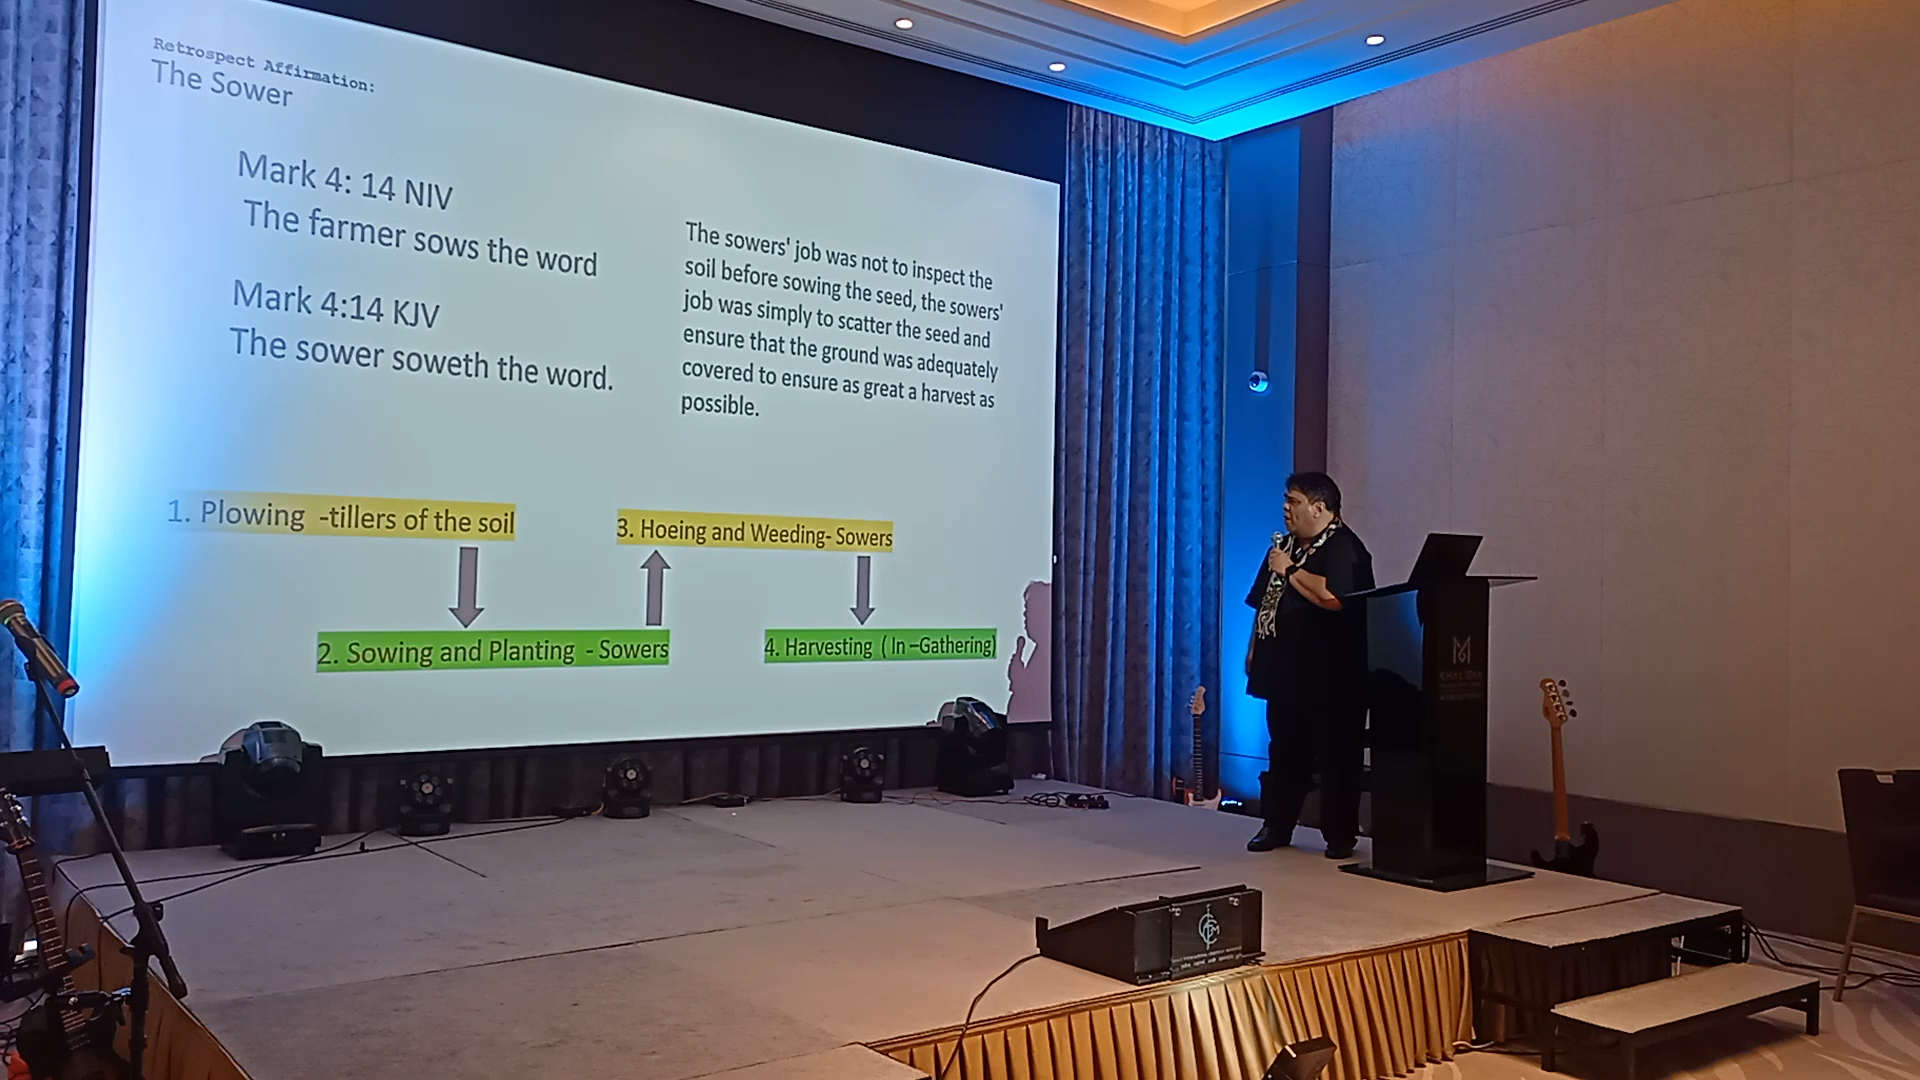 Retrospect Affirmation:
The Sower
Mark 4: 14 NIV
The farmer sows the word
Mark 4:14 KJV
The sower soweth the word.
The sowers' job was not to inspect the
soil before sowing the seed, the sowers'
job was simply to scatter the seed and
ensure that the ground was adequately
covered to ensure as great a harvest as
possible.
1. Plowing -tillers of the soil
3. Hoeing and Weeding- Sowers
2. Sowing and Planting - Sowers
4. Harvesting ( In –Gathering)
KHALIDIA